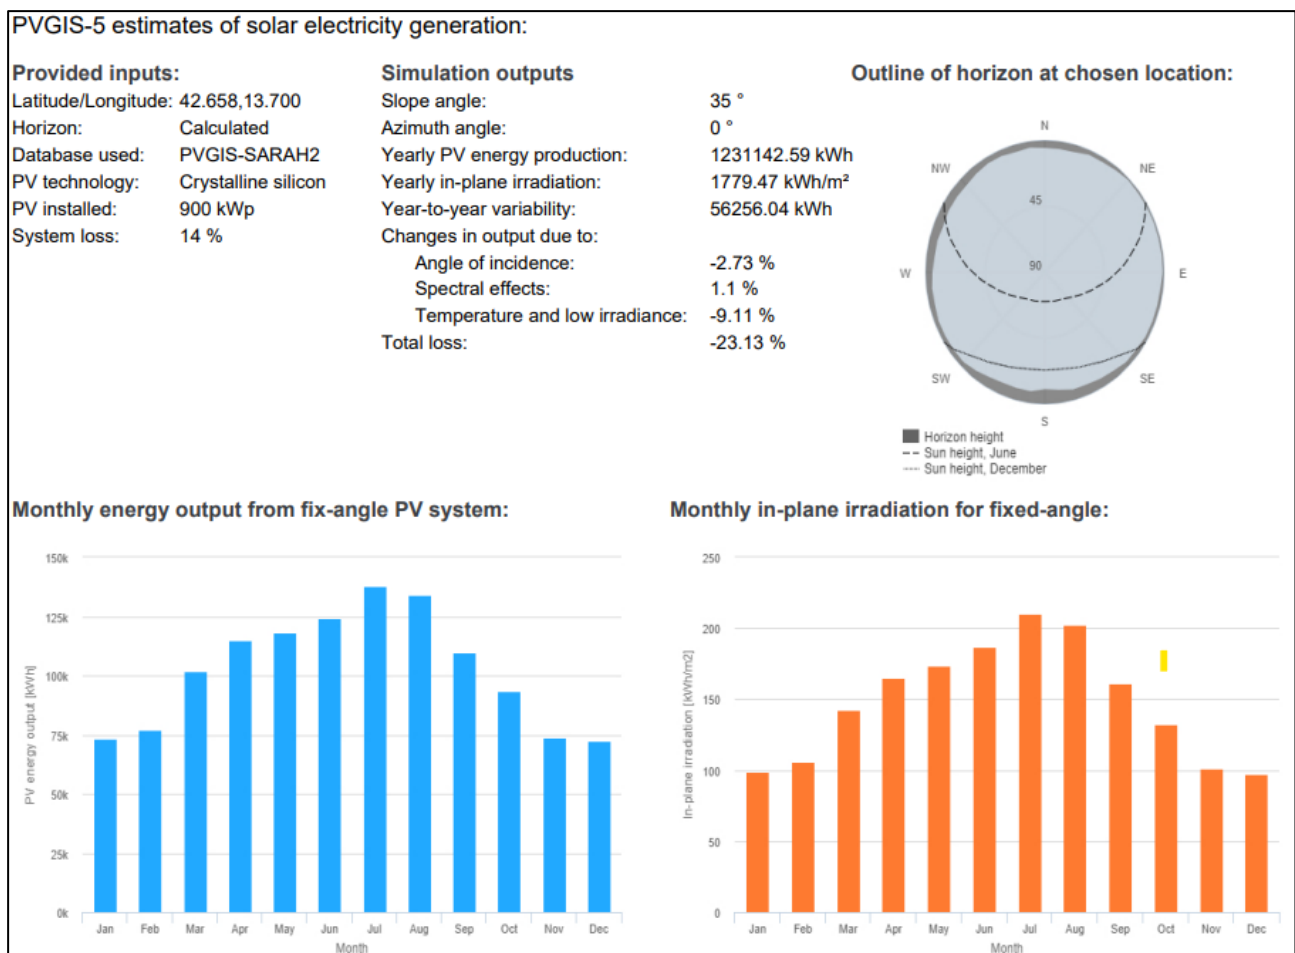 PVGIS-5 estimates of solar electricity generation:
Provided inputs:
Latitude/Longitude: 42.658,13.700
Horizon: Calculated
Database used: PVGIS-SARAH2
PV technology: Crystalline silicon
PV installed: 900 kWp
System loss: 14 %
Simulation outputs
Slope angle: 35 °
Azimuth angle: 0 °
Yearly PV energy production: 1231142.59 kWh
Yearly in-plane irradiation: 1779.47 kWh/m²
Year-to-year variability: 56256.04 kWh
Changes in output due to:
Angle of incidence: -2.73 %
Spectral effects: 1.1 %
Temperature and low irradiance: -9.11 %
Total loss: -23.13 %
Outline of horizon at chosen location:
N
NW NE
45
W 90 E
SW SE
S
Horizon height
Sun height, June
Sun height, December
Monthly energy output from fix-angle PV system:
PV energy output [kWh]
150k
125k
100k
75k
50k
25k
0k
Jan Feb Mar Apr May Jun Jul Aug Sep Oct Nov Dec
Month
Monthly in-plane irradiation for fixed-angle:
In-plane irradiation [kWh/m2]
250
200
150
100
50
0
Jan Feb Mar Apr May Jun Jul Aug Sep Oct Nov Dec
Month